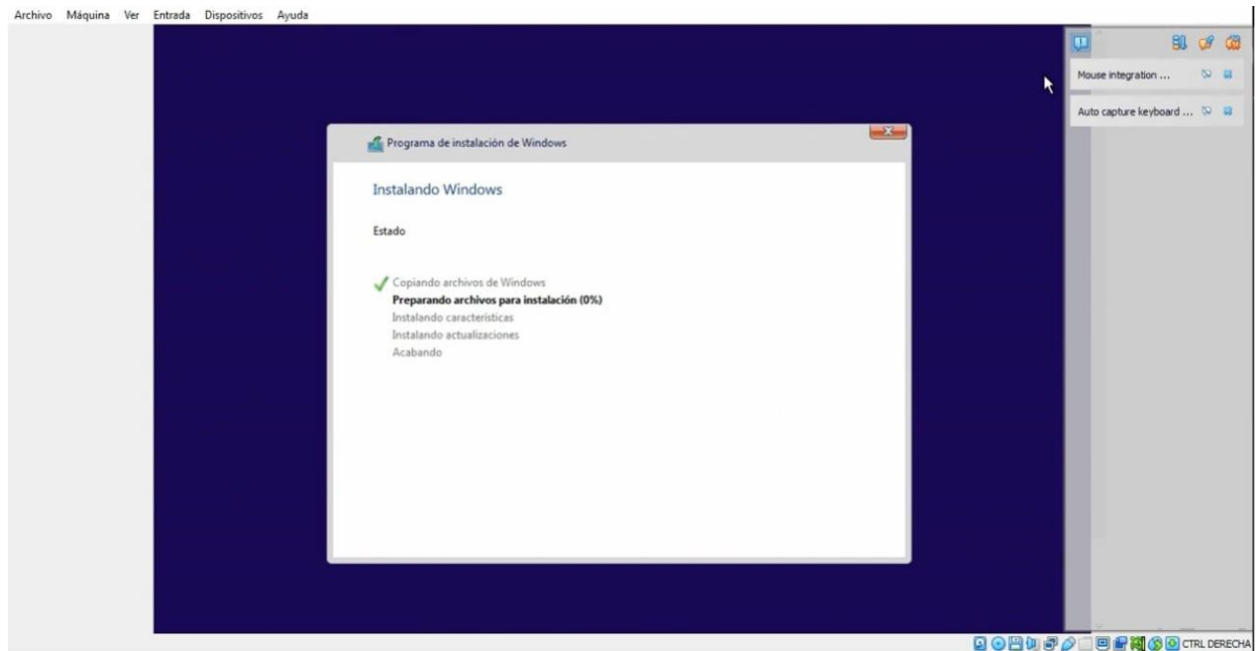 Archivo Máquina Ver Entrada Dispositivos Ayuda
Mouse integration ...
Auto capture keyboard ...
Programa de instalación de Windows
Instalando Windows
Estado
Copiando archivos de Windows
Preparando archivos para instalación (0%)
Instalando características
Instalando actualizaciones
Acabando
CTRL DERECHA